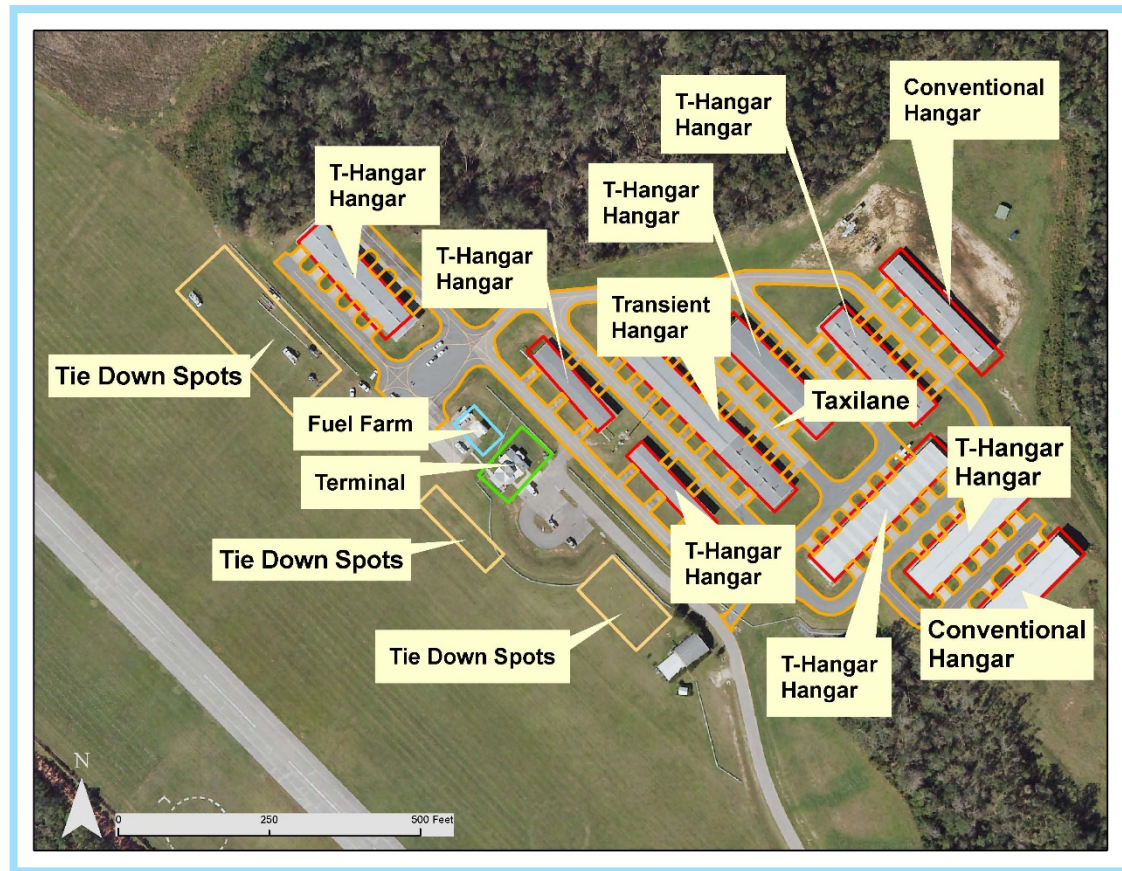 Conventional
Hangar
T-Hangar
Hangar
T-Hangar
Hangar
T-Hangar
Hangar
T-Hangar
Hangar
Transient
Hangar
Tie Down Spots
Taxilane
Fuel Farm
T-Hangar
Hangar
Terminal
Tie Down Spots
T-Hangar
Hangar
Conventional
Hangar
Tie Down Spots
T-Hangar
Hangar
N
0 250 500 Feet